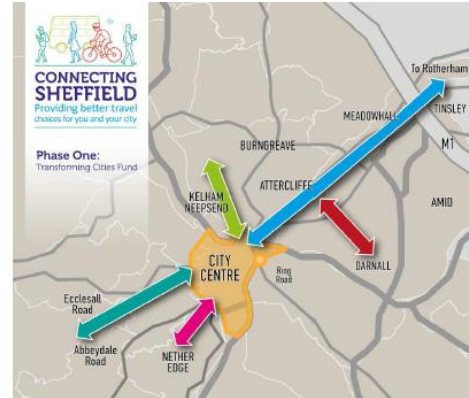 CONNECTING
SHEFFIELD
Providing better travel
choices for you and your city
Phase One:
Transforming Cities Fund
To Rotherham
MEADOWHALL
TINSLEY
M1
BURNGREAVE
ATTERCLIFFE
AMID
KELHAM
NEEPSEND
CITY
CENTRE
Ring
Road
DARNALL
Ecclesall
Road
Abbeydale
Road
NETHER
EDGE